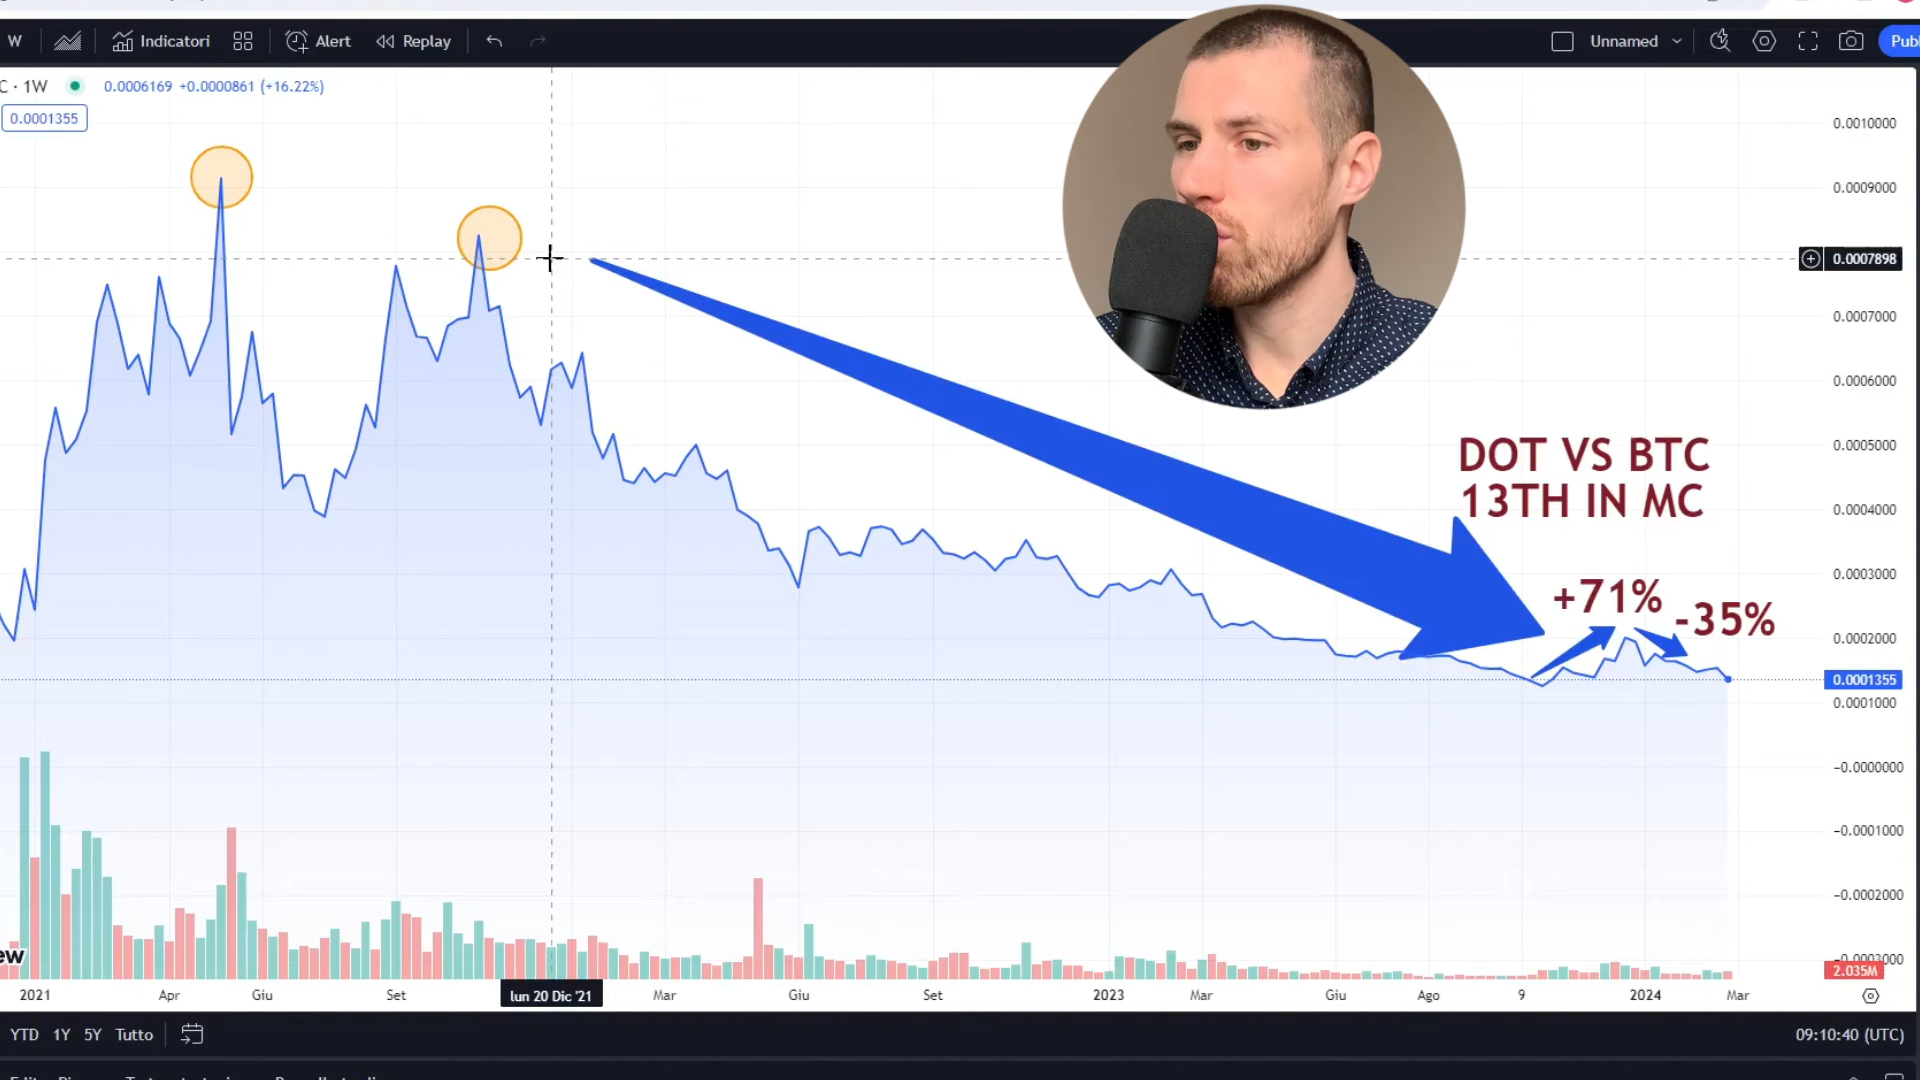 W Indicatori Alert Replay Unnamed Publ
C · 1W 0.0006169 +0.0000861 (+16.22%)
0.0001355
0.0010000
0.0009000
0.0007898
0.0007000
0.0006000
0.0005000
0.0004000
0.0003000
0.0002000
0.0001355
0.0001000
−0.0000000
−0.0001000
−0.0002000
2.035M
DOT VS BTC
13TH IN MC
+71%
-35%
ew
2021 Apr Giu Set lun 20 Dic '21 Mar Giu Set 2023 Mar Giu Ago 9 2024 Mar
YTD 1Y 5Y Tutto 09:10:40 (UTC)